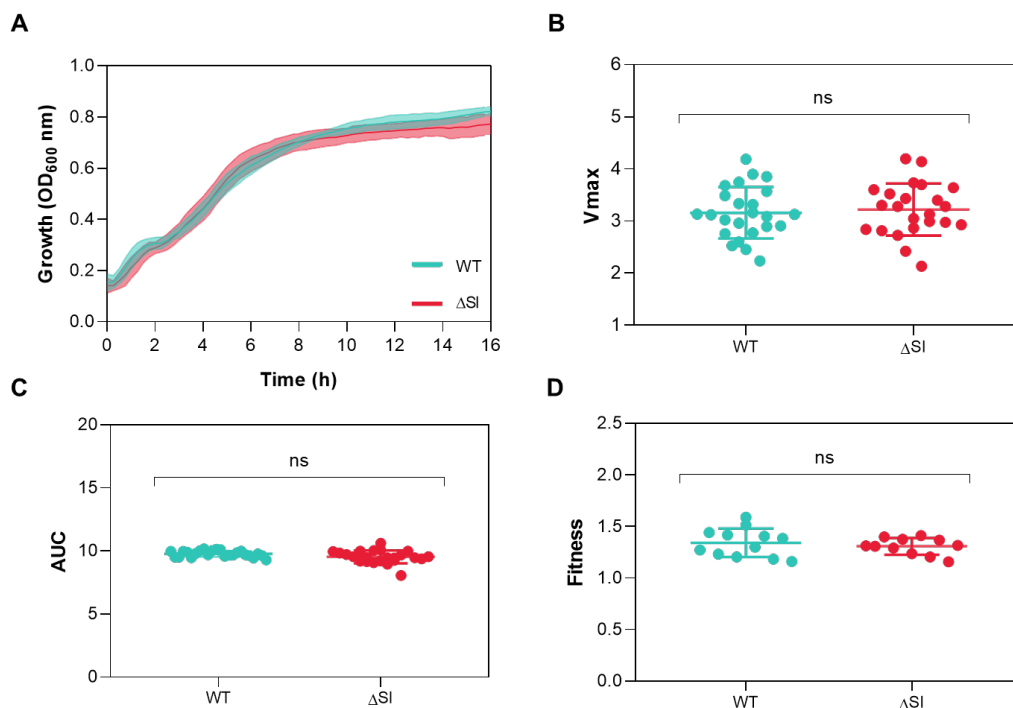 A
Growth (OD600 nm)
1.0
0.8
0.6
0.4
0.2
0.0
WT
ΔSI
0 2 4 6 8 10 12 14 16
Time (h)
B
Vmax
6
5
4
3
2
1
ns
WT ΔSI
C
AUC
20
15
10
5
0
ns
WT ΔSI
D
Fitness
2.5
2.0
1.5
1.0
0.5
0.0
ns
WT ΔSI